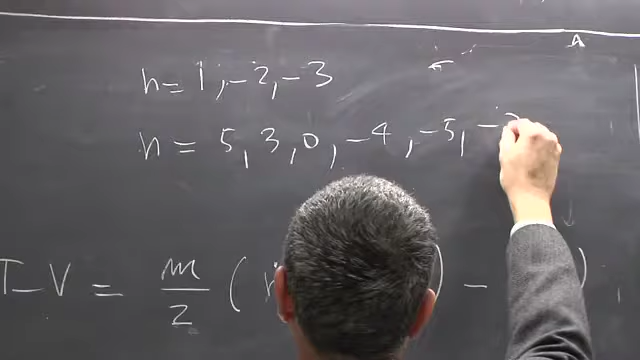 n = 1, -2, -3
n = 5, 3, 0, -4, -5, -
T - V = m/2 ( ) - )